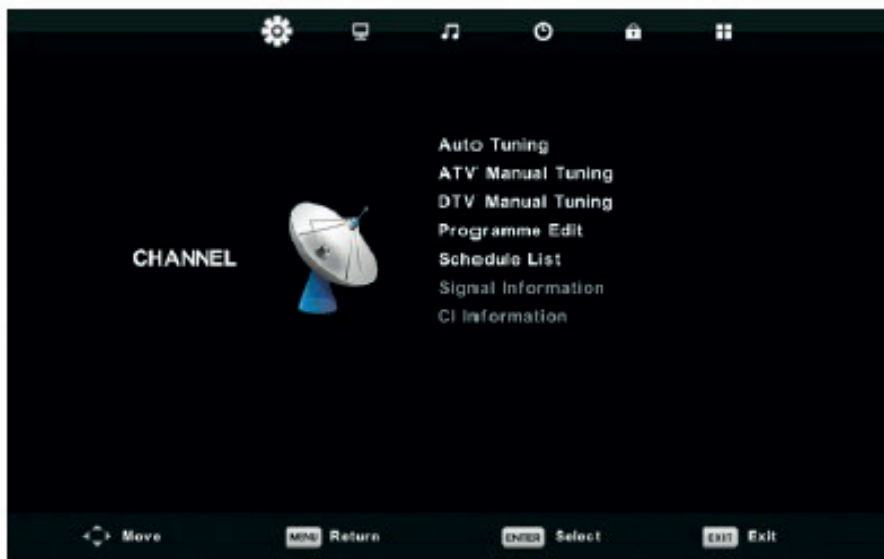 Auto Tuning
ATV Manual Tuning
DTV Manual Tuning
Programme Edit
CHANNEL
Schedule List
Signal Information
CI Information
Move MENU Return ENTER Select EXIT Exit